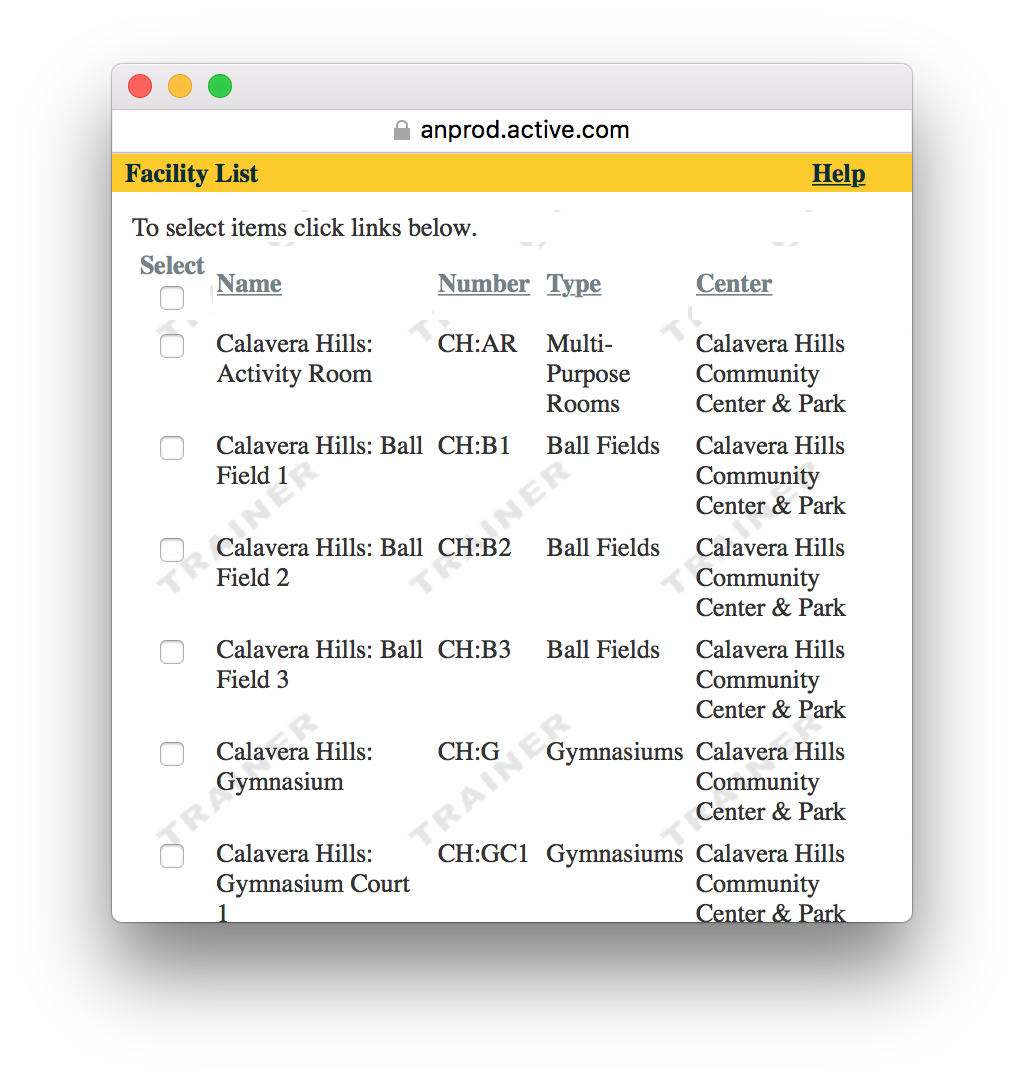 anprod.active.com
Facility List Help
To select items click links below.
Select
Name Number Type Center
Calavera Hills: CH:AR Multi- Calavera Hills
Activity Room Purpose Community
Rooms Center & Park
Calavera Hills: Ball CH:B1 Ball Fields Calavera Hills
Field 1 Community
Center & Park
Calavera Hills: Ball CH:B2 Ball Fields Calavera Hills
Field 2 Community
Center & Park
Calavera Hills: Ball CH:B3 Ball Fields Calavera Hills
Field 3 Community
Center & Park
Calavera Hills: CH:G Gymnasiums Calavera Hills
Gymnasium Community
Center & Park
Calavera Hills: CH:GC1 Gymnasiums Calavera Hills
Gymnasium Court Community
1 Center & Park
TRAINER TRAINER TRAINER
TRAINER TRAINER TRAINER